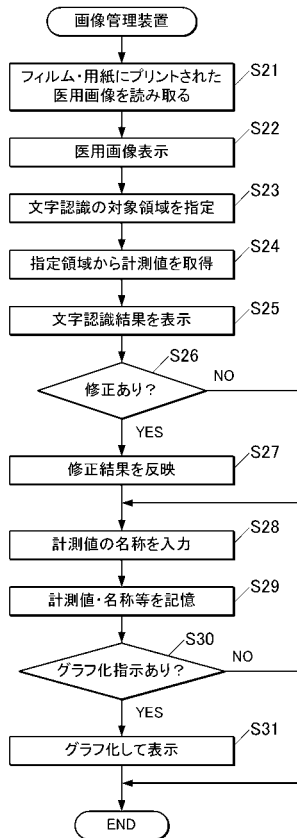 画像管理装置
S21
フィルム・用紙にプリントされた
医用画像を読み取る
S22
医用画像表示
S23
文字認識の対象領域を指定
S24
指定領域から計測値を取得
S25
文字認識結果を表示
S26
修正あり？
NO
YES
S27
修正結果を反映
S28
計測値の名称を入力
S29
計測値・名称等を記憶
S30
グラフ化指示あり？
NO
YES
S31
グラフ化して表示
END